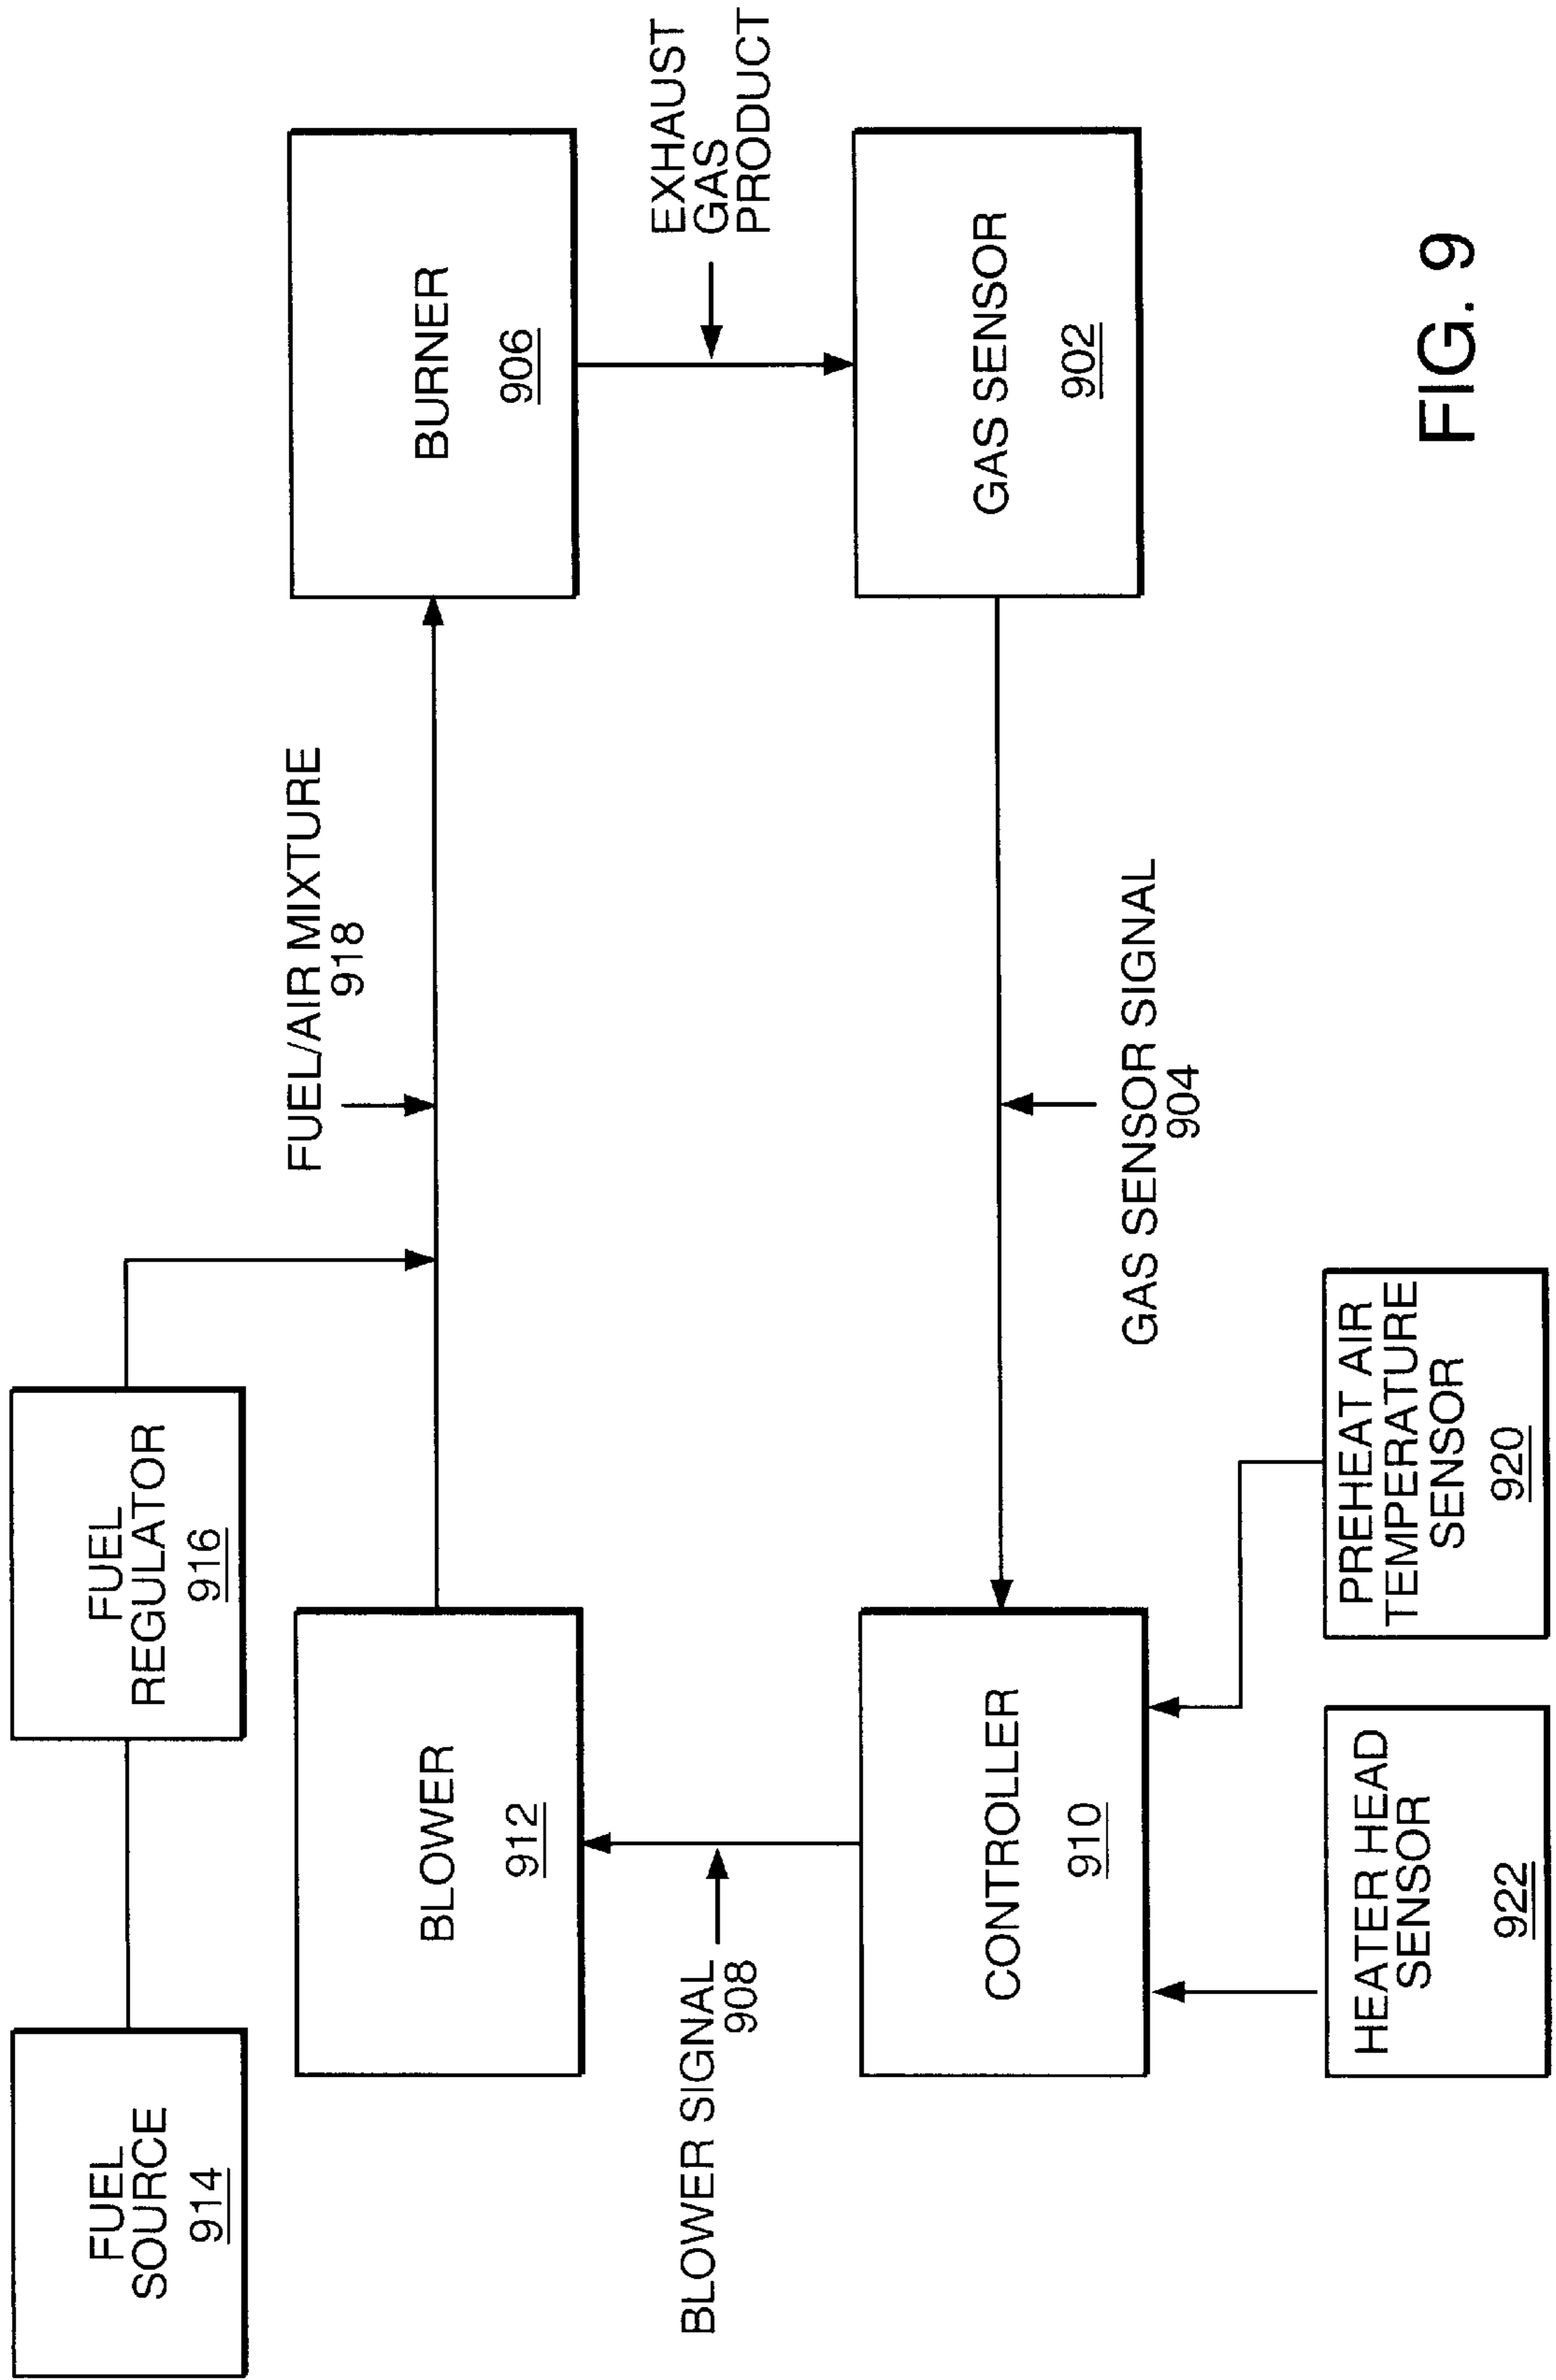 FUEL
SOURCE
914
FUEL
REGULATOR
916
FUEL/AIR MIXTURE
918
BLOWER
912
BURNER
906
BLOWER SIGNAL
908
EXHAUST
GAS
PRODUCT
CONTROLLER
910
GAS SENSOR
902
GAS SENSOR SIGNAL
904
HEATER HEAD
SENSOR
922
PREHEAT AIR
TEMPERATURE
SENSOR
920
FIG. 9